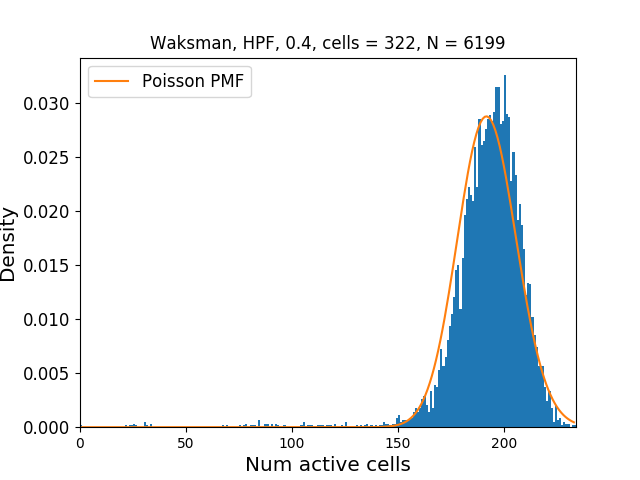 Waksman, HPF, 0.4, cells = 322, N = 6199
Poisson PMF
Density
0.030
0.025
0.020
0.015
0.010
0.005
0.000
0 50 100 150 200
Num active cells